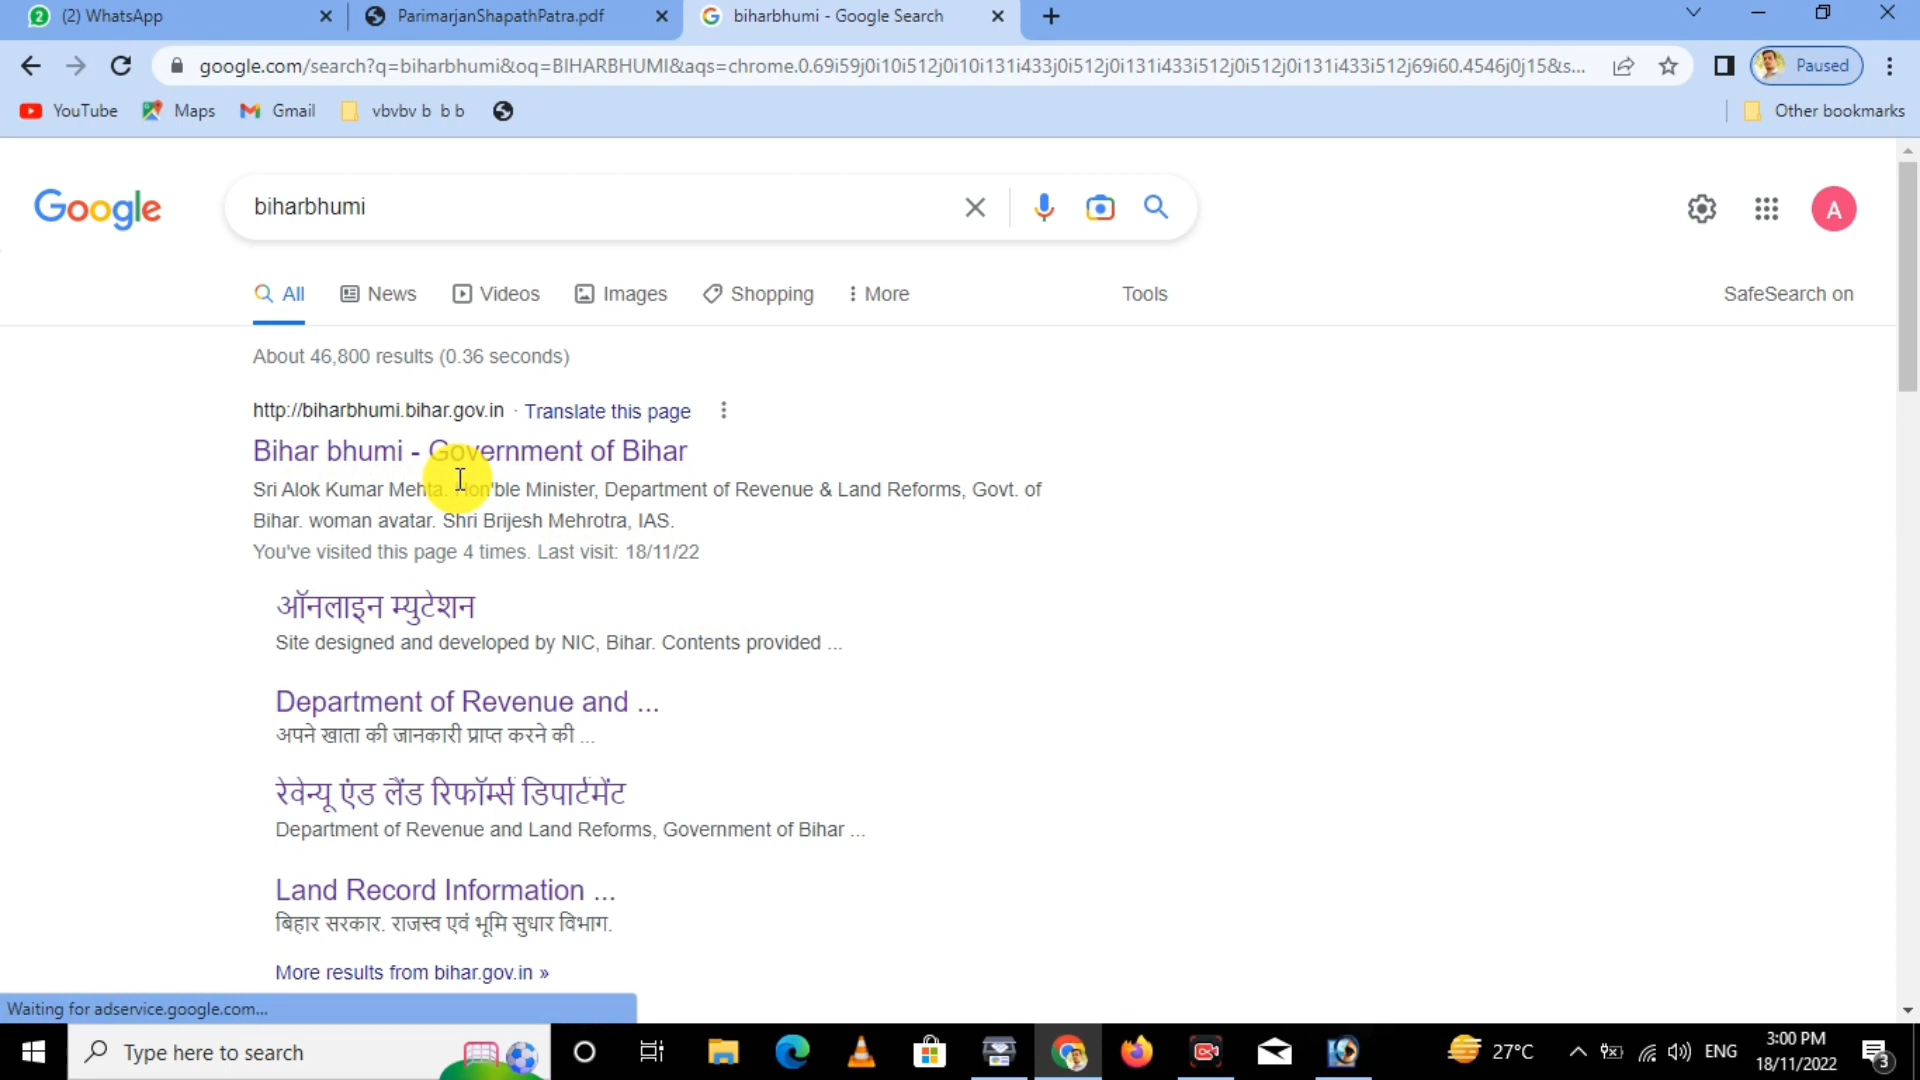 2 (2) WhatsApp
ParimarjanShapathPatra.pdf
biharbhumi - Google Search
google.com/search?q=biharbhumi&oq=BIHARBHUMI&aqs=chrome.0.69i59j0i10i512j0i10i131i433j0i512j0i131i433i512j0i512j0i131i433i512j69i60.4546j0j15&s...
Paused
YouTube
Maps
Gmail
vbvbv b b b
Other bookmarks
Google
biharbhumi
A
All
News
Videos
Images
Shopping
More
Tools
SafeSearch on
About 46,800 results (0.36 seconds)
http://biharbhumi.bihar.gov.in · Translate this page
Bihar bhumi - Government of Bihar
Sri Alok Kumar Mehta. Hon'ble Minister, Department of Revenue & Land Reforms, Govt. of
Bihar. woman avatar. Shri Brijesh Mehrotra, IAS.
You've visited this page 4 times. Last visit: 18/11/22
ऑनलाइन म्युटेशन
Site designed and developed by NIC, Bihar. Contents provided ...
Department of Revenue and ...
अपने खाता की जानकारी प्राप्त करने की ...
रेवेन्यू एंड लैंड रिफॉर्म्स डिपार्टमेंट
Department of Revenue and Land Reforms, Government of Bihar ...
Land Record Information ...
बिहार सरकार. राजस्व एवं भूमि सुधार विभाग.
More results from bihar.gov.in »
Waiting for adservice.google.com...
Type here to search
27°C
ENG
3:00 PM
18/11/2022
3